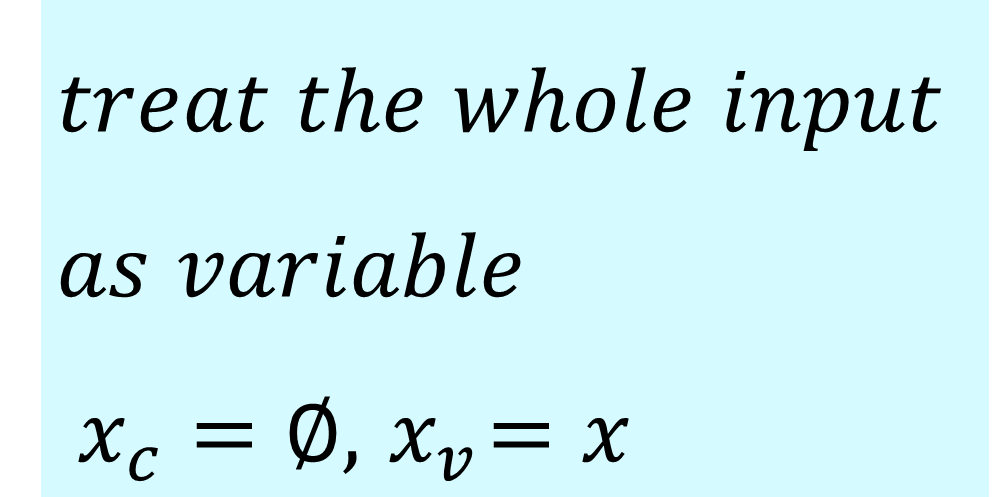 treat the whole input
as variable
x_c = ∅, x_v = x